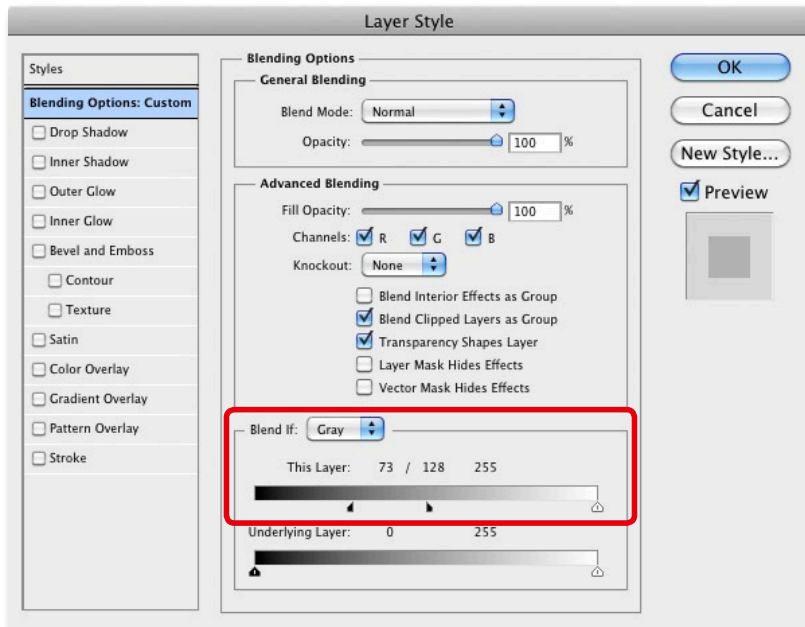 Layer Style
Styles
Blending Options: Custom
Drop Shadow
Inner Shadow
Outer Glow
Inner Glow
Bevel and Emboss
Contour
Texture
Satin
Color Overlay
Gradient Overlay
Pattern Overlay
Stroke
Blending Options
General Blending
Blend Mode: Normal
Opacity: 100 %
Advanced Blending
Fill Opacity: 100 %
Channels: R G B
Knockout: None
Blend Interior Effects as Group
Blend Clipped Layers as Group
Transparency Shapes Layer
Layer Mask Hides Effects
Vector Mask Hides Effects
Blend If: Gray
This Layer: 73 / 128 255
Underlying Layer: 0 255
OK
Cancel
New Style...
Preview